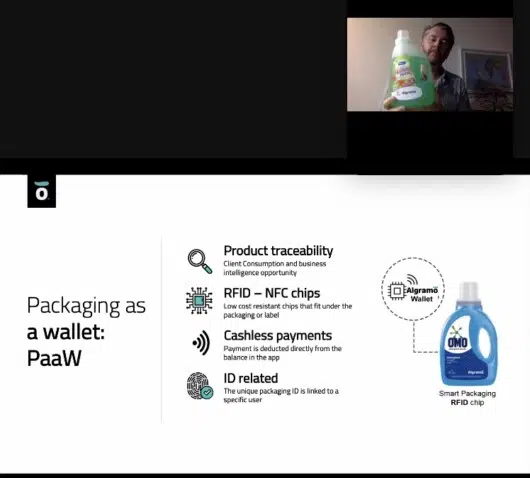 ō
Packaging as
a wallet:
PaaW
Product traceability
Client Consumption and business
intelligence opportunity
RFID – NFC chips
Low cost resistant chips that fit under the
packaging or label
Cashless payments
Payment is deducted directly from the
balance in the app
ID related
The unique packaging ID is linked to a
specific user
Algramo
Wallet
OMO
Algramo
Smart Packaging
RFID chip